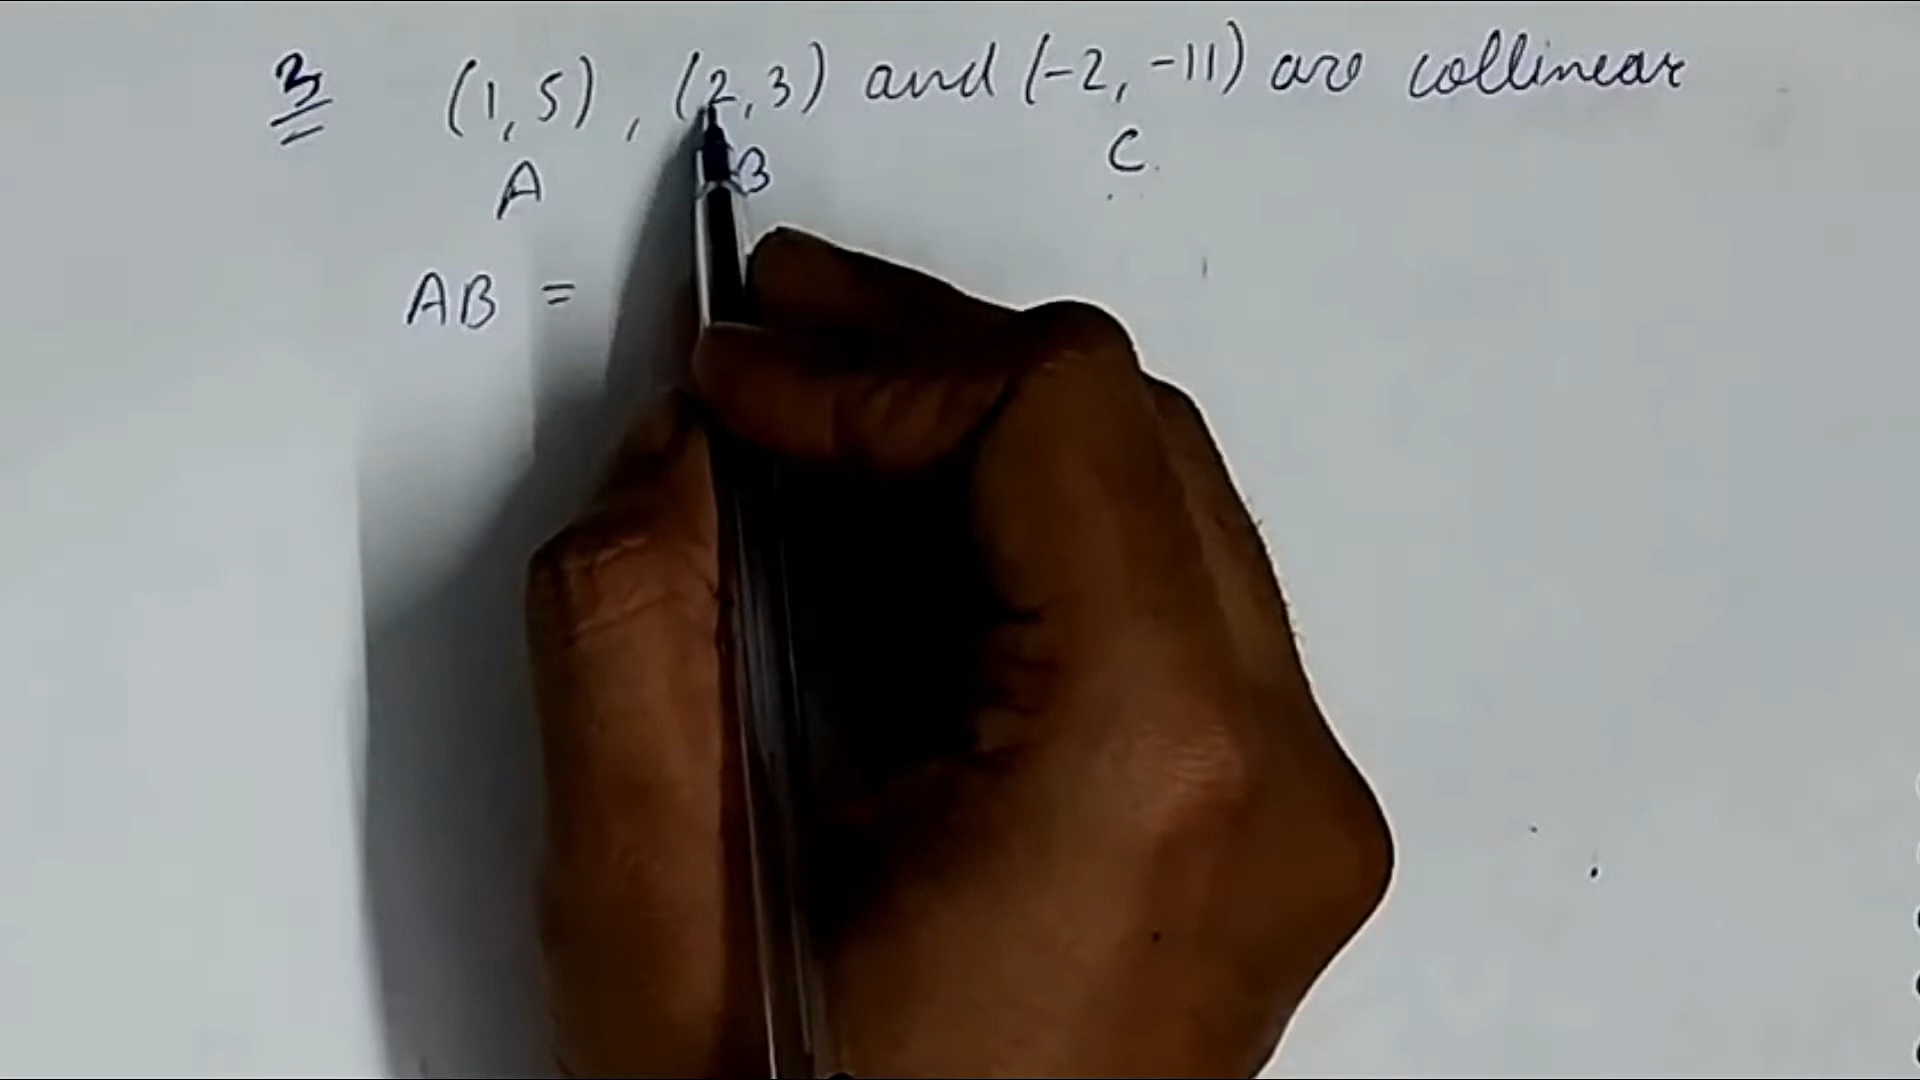 3 (1,5), (2,3) and (-2,-11) are collinear
A B C
AB =